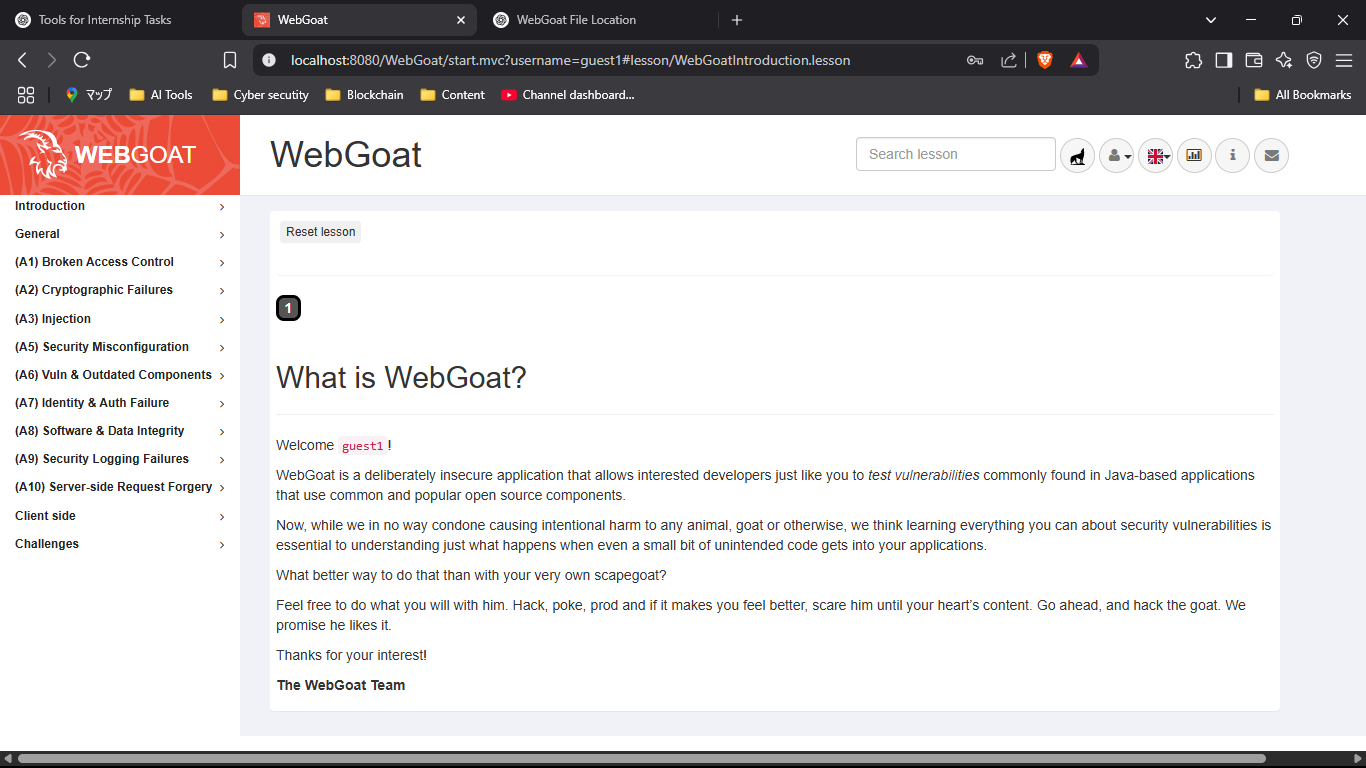 Tools for Internship Tasks
WebGoat
WebGoat File Location
localhost:8080/WebGoat/start.mvc?username=guest1#lesson/WebGoatIntroduction.lesson
マップ
AI Tools
Cyber secutity
Blockchain
Content
Channel dashboard...
All Bookmarks
WEBGOAT
WebGoat
Search lesson
Introduction
General
(A1) Broken Access Control
(A2) Cryptographic Failures
(A3) Injection
(A5) Security Misconfiguration
(A6) Vuln & Outdated Components
(A7) Identity & Auth Failure
(A8) Software & Data Integrity
(A9) Security Logging Failures
(A10) Server-side Request Forgery
Client side
Challenges
Reset lesson
1
What is WebGoat?
Welcome guest1!
WebGoat is a deliberately insecure application that allows interested developers just like you to test vulnerabilities commonly found in Java-based applications
that use common and popular open source components.
Now, while we in no way condone causing intentional harm to any animal, goat or otherwise, we think learning everything you can about security vulnerabilities is
essential to understanding just what happens when even a small bit of unintended code gets into your applications.
What better way to do that than with your very own scapegoat?
Feel free to do what you will with him. Hack, poke, prod and if it makes you feel better, scare him until your heart’s content. Go ahead, and hack the goat. We
promise he likes it.
Thanks for your interest!
The WebGoat Team